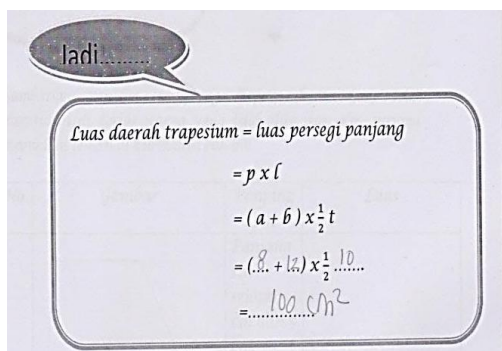 Jadi.........
Luas daerah trapesium = luas persegi panjang
= p x l
= ( a + b ) x ½ t
= (.8. + .12.) x ½ ..10....
=......100 cm²......